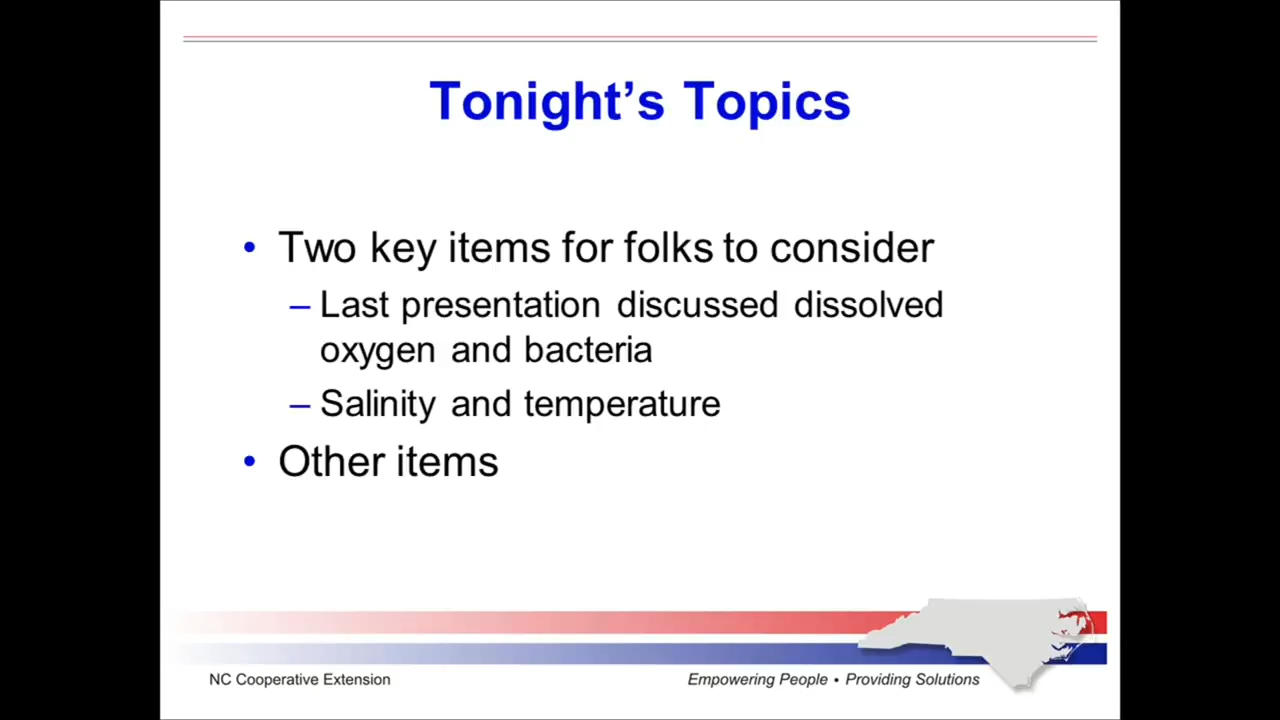 Tonight’s Topics
• Two key items for folks to consider
– Last presentation discussed dissolved
oxygen and bacteria
– Salinity and temperature
• Other items
NC Cooperative Extension
Empowering People • Providing Solutions